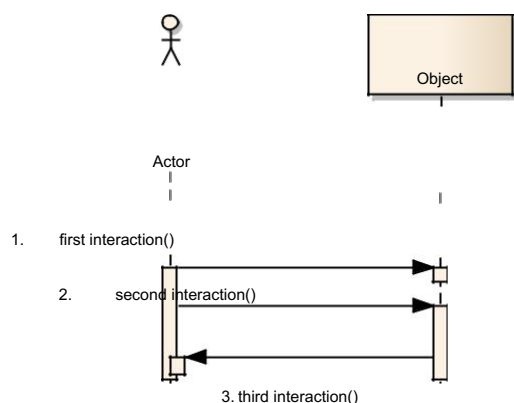 Object
Actor
1. first interaction()
2. second interaction()
3. third interaction()